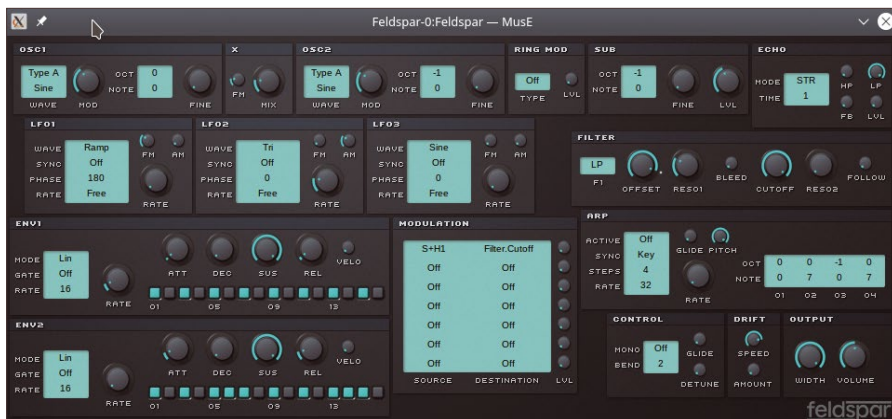 Feldspar-0:Feldspar — MusE
OSC1
Type A
Sine
WAVE
MOD
OCT 0
NOTE 0
FINE
X
FM
MIX
OSC2
Type A
Sine
WAVE
MOD
OCT -1
NOTE 0
FINE
RING MOD
Off
TYPE
LVL
SUB
OCT -1
NOTE 0
FINE
LVL
ECHO
MODE STR
TIME 1
HP
LP
FB
LVL
LFO1
WAVE Ramp
SYNC Off
PHASE 180
RATE Free
FM
AM
RATE
LFO2
WAVE Tri
SYNC Off
PHASE 0
RATE Free
FM
AM
RATE
LFO3
WAVE Sine
SYNC Off
PHASE 0
RATE Free
FM
AM
RATE
FILTER
LP
F1
OFFSET
RESO1
BLEED
CUTOFF
RESO2
FOLLOW
ENV1
MODE Lin
GATE Off
RATE 16
RATE
ATT
DEC
SUS
REL
VELO
01 05 09 13
MODULATION
S+H1 Filter.Cutoff
Off Off
Off Off
Off Off
Off Off
Off Off
Off Off
SOURCE DESTINATION LVL
ARP
ACTIVE Off
SYNC Key
STEPS 4
RATE 32
GLIDE PITCH
RATE
OCT 0 0 -1 0
NOTE 0 7 0 7
01 02 03 04
ENV2
MODE Lin
GATE Off
RATE 16
RATE
ATT
DEC
SUS
REL
VELO
01 05 09 13
CONTROL
MONO Off
BEND 2
GLIDE
DETUNE
DRIFT
SPEED
AMOUNT
OUTPUT
WIDTH VOLUME
feldspar